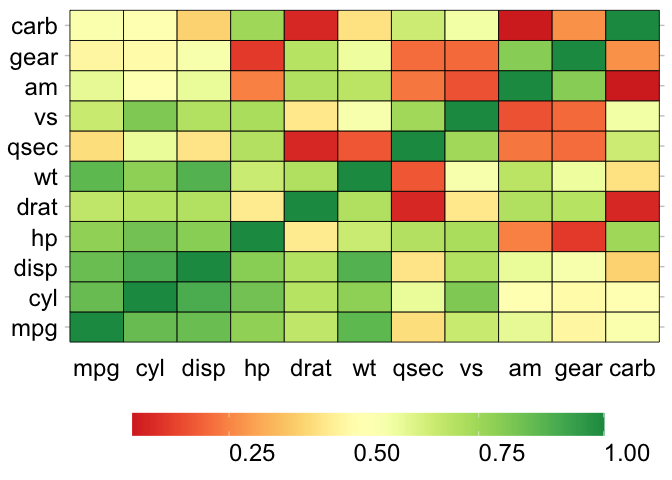 carb
gear
am
vs
qsec
wt
drat
hp
disp
cyl
mpg
mpg cyl disp hp drat wt qsec vs am gear carb
0.25 0.50 0.75 1.00